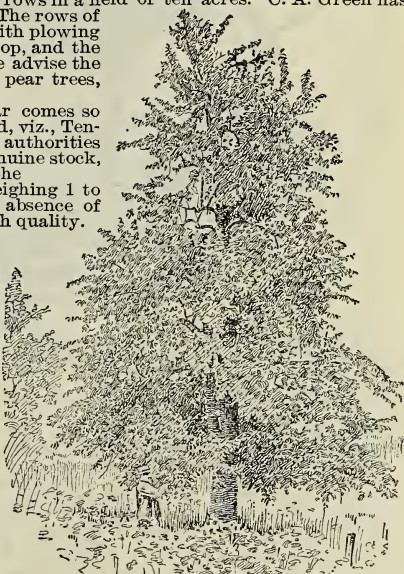 rows in a field of ten acres. C. A. Green has
The rows of
ith plowing
op, and the
e advise the
pear trees,
r comes so
d, viz., Ten-
authorities
nuine stock,
he
eighing 1 to
absence of
h quality.